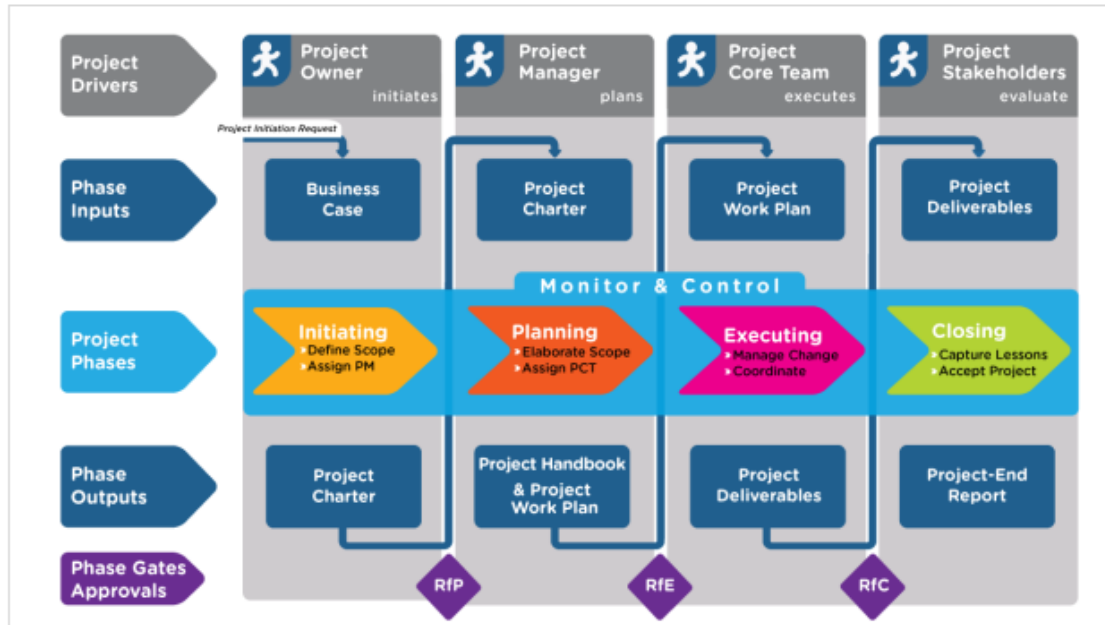 Project
Drivers
Project
Owner
initiates
Project
Manager
plans
Project
Core Team
executes
Project
Stakeholders
evaluate
Project Initiation Request
Phase
Inputs
Business
Case
Project
Charter
Project
Work Plan
Project
Deliverables
Monitor & Control
Project
Phases
Initiating
Define Scope
Assign PM
Planning
Elaborate Scope
Assign PCT
Executing
Manage Change
Coordinate
Closing
Capture Lessons
Accept Project
Phase
Outputs
Project
Charter
Project Handbook
& Project
Work Plan
Project
Deliverables
Project-End
Report
Phase Gates
Approvals
RfP
RfE
RfC